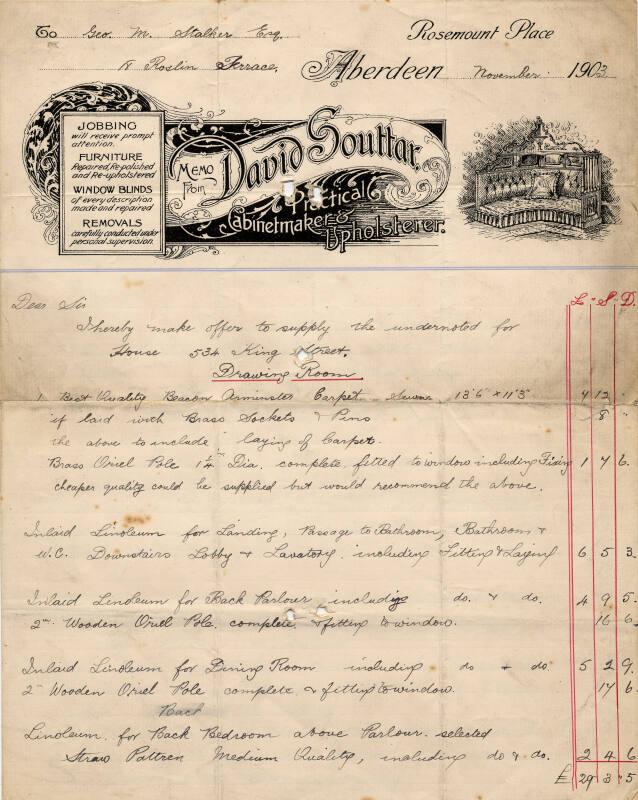 To Geo. M. Stalker Esq. Rosemount Place
18 Roslin Terrace. Aberdeen November 1903
JOBBING
will receive prompt
attention.
FURNITURE
Repaired, Re-polished
and Re-upholstered
WINDOW BLINDS
of every description
made and repaired
REMOVALS
carefully conducted under
personal supervision.
Memo From David Souttar,
Practical
Cabinetmaker &
Upholsterer.
Dear Sir £ S. D.
I hereby make offer to supply the undernoted for
House 534 King Street.
Drawing Room
1 Best Quality Beacon Axminster Carpet Sewn 13'6" x 11'3" 7 12 "
if laid with Brass Sockets & Pins 8 "
the above to include laying of Carpet.
Brass Oriel Pole 1¼ in Dia. complete fitted to window including Fixing 1 7 6.
cheaper quality could be supplied but would recommend the above.
Inlaid Linoleum for Landing, Passage to Bathroom, Bathroom &
W.C. Downstairs Lobby & Lavatory. including Fitting & Laying 6 5 3.
Inlaid Linoleum for Back Parlour including do. & do. 4 9 5.
2 in Wooden Oriel Pole. complete & fitting to window. 16 6.
Inlaid Linoleum for Dining Room including do & do. 5 2 9.
2 in Wooden Oriel Pole complete & fitting to window. 17 6
Back
Linoleum for Back Bedroom above Parlour. selected
Straw Pattren Medium Quality, including do & do. 2 4 6
£ 29 3 5